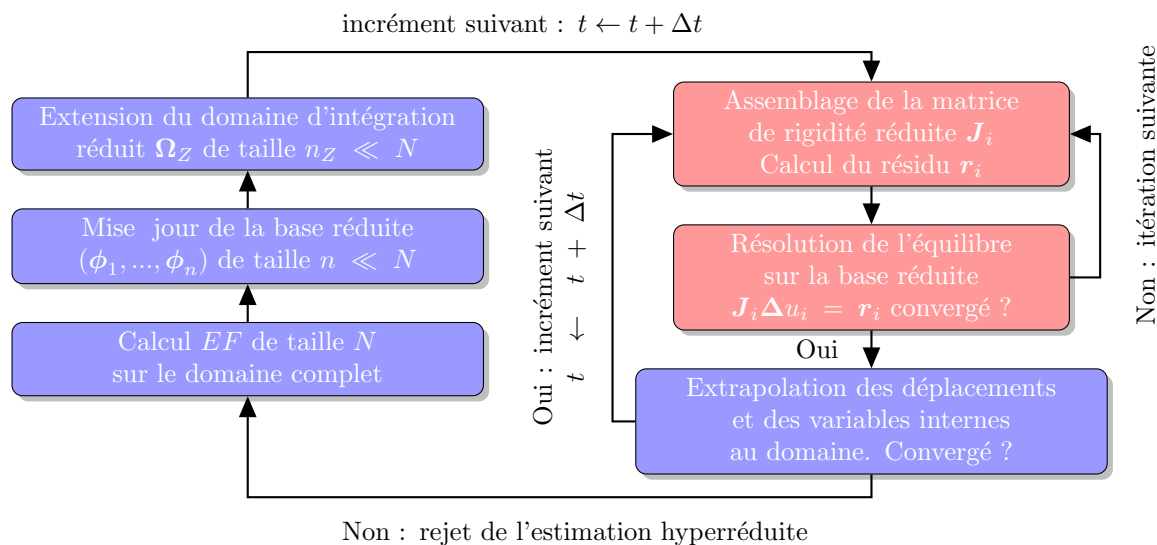 incrément suivant : t ← t + Δt
Extension du domaine d'intégration
réduit Ω_Z de taille n_Z ≪ N
Mise jour de la base réduite
(ϕ_1, ..., ϕ_n) de taille n ≪ N
Calcul EF de taille N
sur le domaine complet
Oui : incrément suivant
t ← t + Δt
Assemblage de la matrice
de rigidité réduite J_i
Calcul du résidu r_i
Résolution de l'équilibre
sur la base réduite
J_iΔu_i = r_i convergé ?
Oui
Extrapolation des déplacements
et des variables internes
au domaine. Convergé ?
Non : itération suivante
Non : rejet de l'estimation hyperréduite